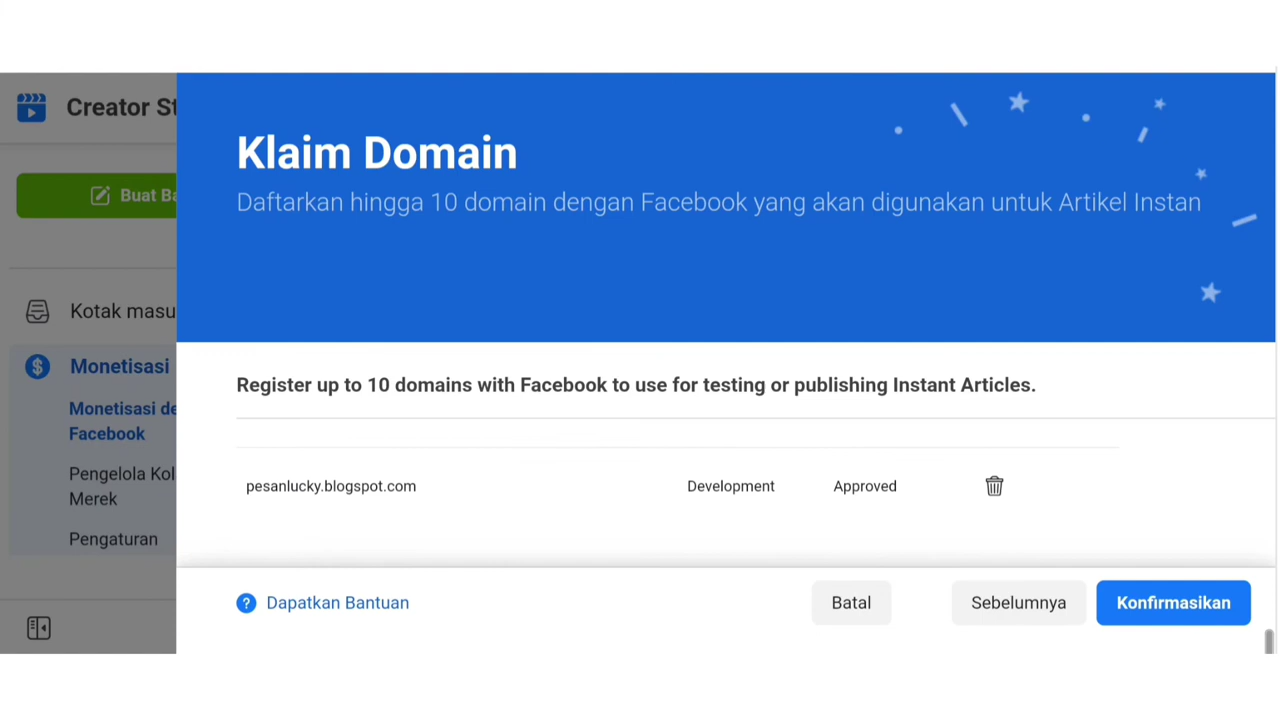 Creator St
Buat Ba
Kotak masu
Monetisasi
Monetisasi de
Facebook
Pengelola Kol
Merek
Pengaturan
Klaim Domain
Daftarkan hingga 10 domain dengan Facebook yang akan digunakan untuk Artikel Instan
Register up to 10 domains with Facebook to use for testing or publishing Instant Articles.
pesanlucky.blogspot.com Development Approved
? Dapatkan Bantuan Batal Sebelumnya Konfirmasikan